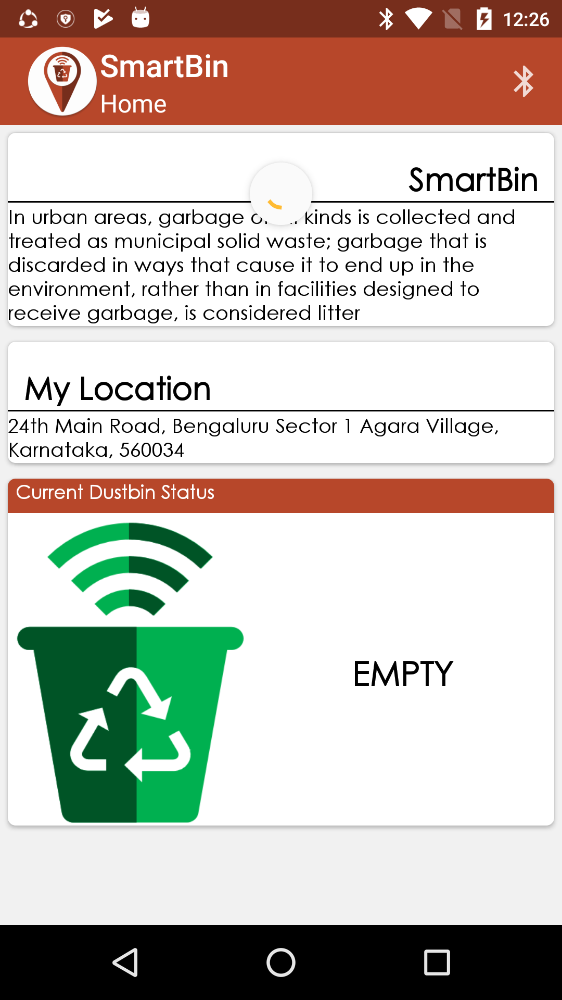 12:26
SmartBin
Home
SmartBin
In urban areas, garbage kinds is collected and
treated as municipal solid waste; garbage that is
discarded in ways that cause it to end up in the
environment, rather than in facilities designed to
receive garbage, is considered litter
My Location
24th Main Road, Bengaluru Sector 1 Agara Village,
Karnataka, 560034
Current Dustbin Status
EMPTY